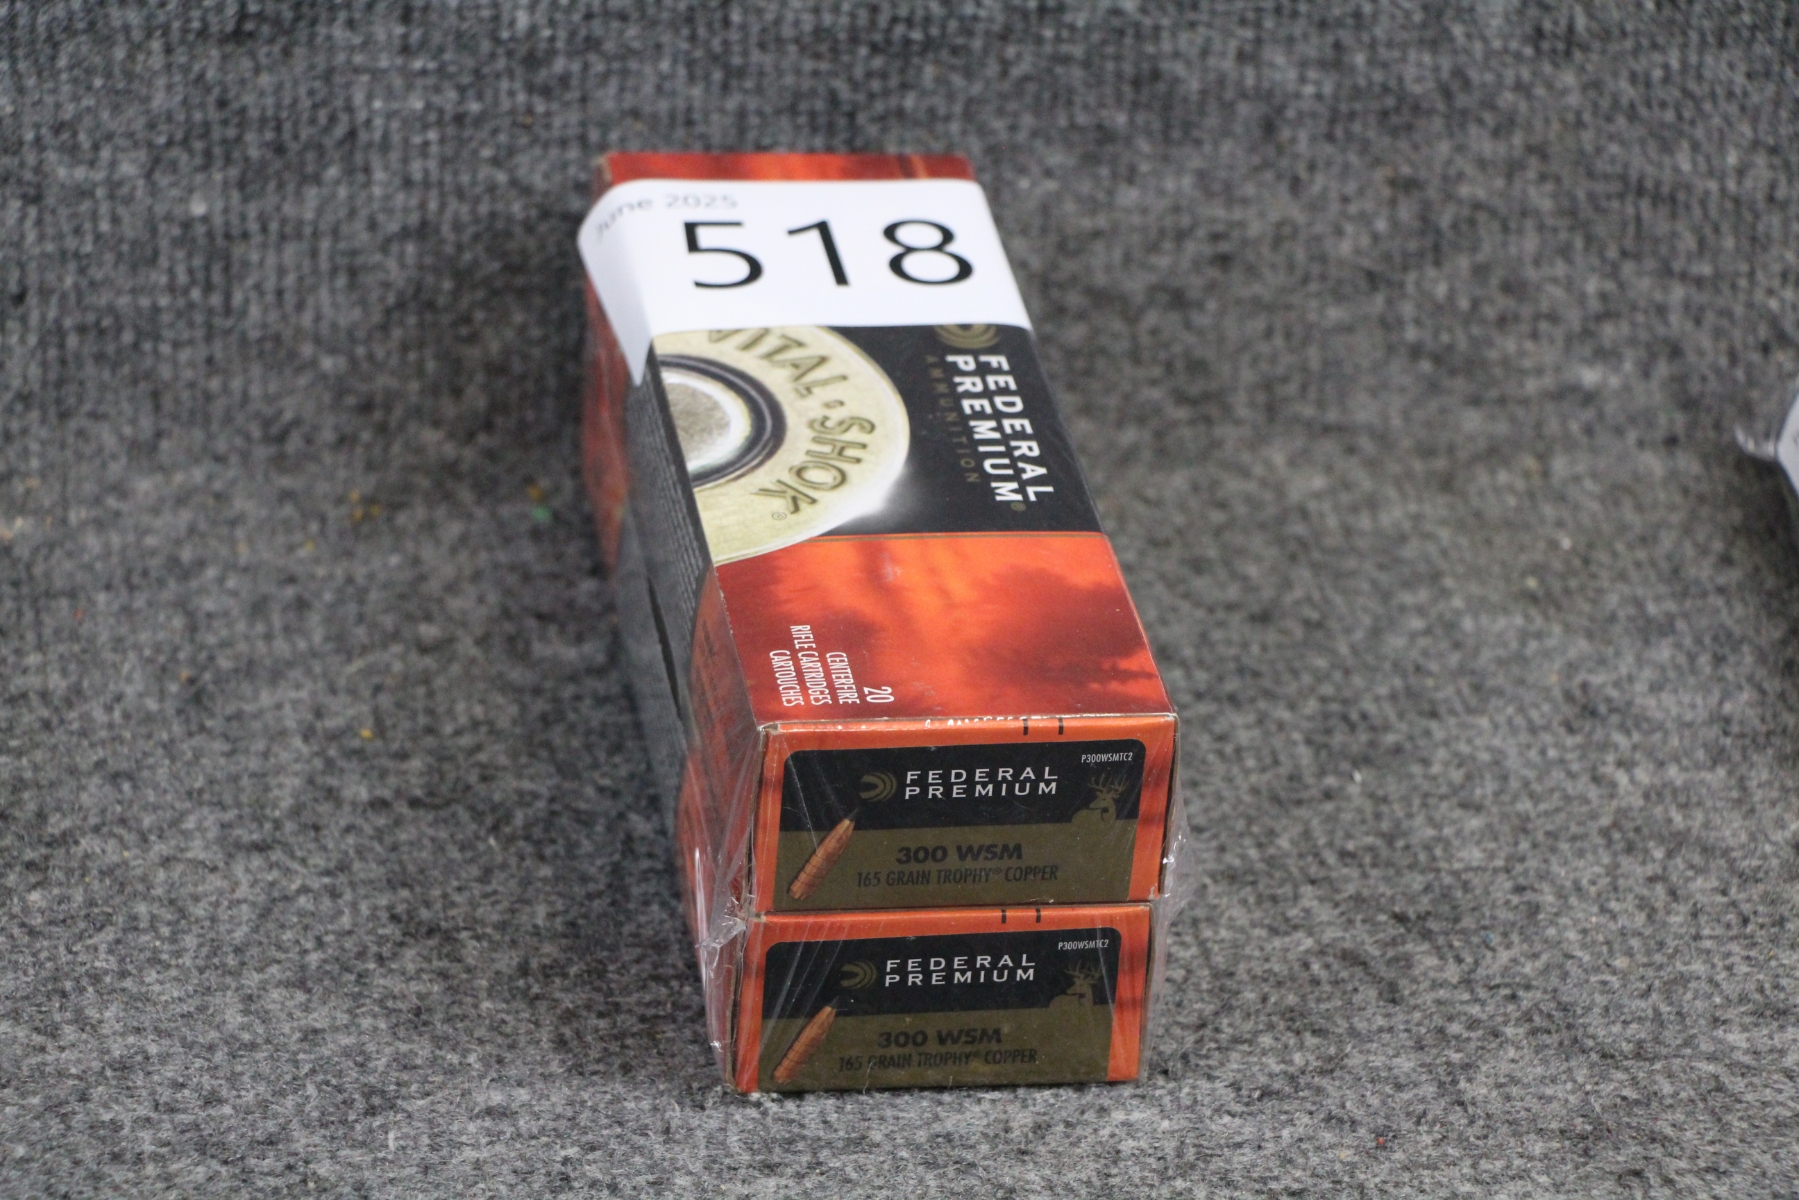 June 2025
518
VITAL•SHOK®
FEDERAL
PREMIUM®
AMMUNITION
20
CENTERFIRE
RIFLE CARTRIDGES
CARTOUCHES
P300WSMTC2
FEDERAL
PREMIUM
300 WSM
165 GRAIN TROPHY® COPPER
P300WSMTC2
FEDERAL
PREMIUM
300 WSM
165 GRAIN TROPHY® COPPER